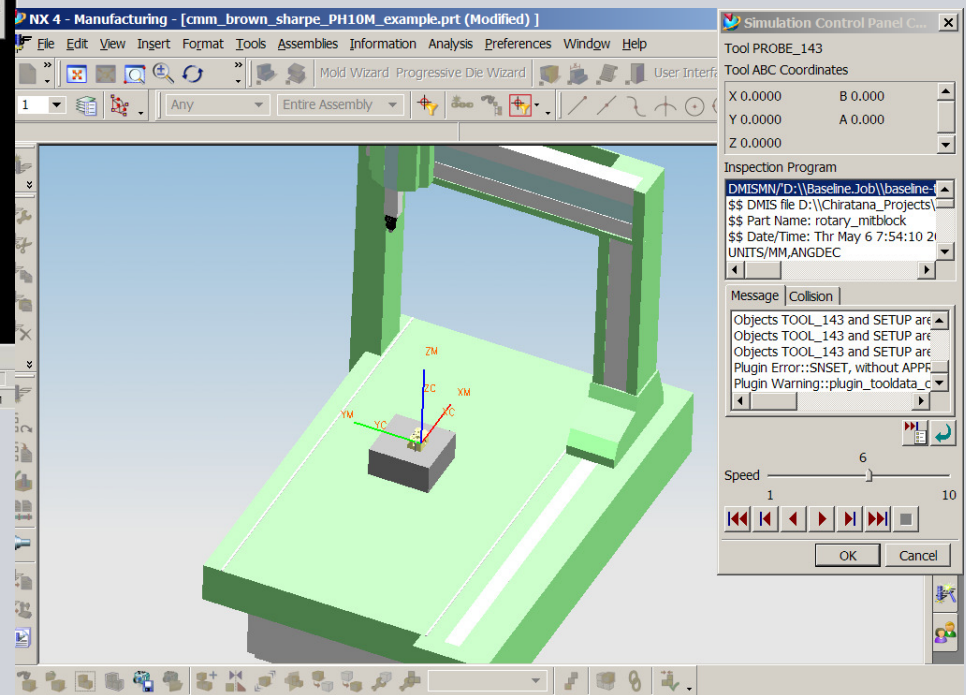 NX 4 - Manufacturing - [cmm_brown_sharpe_PH10M_example.prt (Modified) ]
File Edit View Insert Format Tools Assemblies Information Analysis Preferences Window Help
Mold Wizard Progressive Die Wizard User Interfa
1 Any Entire Assembly
ZM
ZC
XM
XC
YM
YC
Simulation Control Panel C...
Tool PROBE_143
Tool ABC Coordinates
X 0.0000 B 0.000
Y 0.0000 A 0.000
Z 0.0000
Inspection Program
DMISMN/'D:\\Baseline.Job\\baseline-t
$$ DMIS file D:\\Chiratana_Projects\
$$ Part Name: rotary_mitblock
$$ Date/Time: Thr May 6 7:54:10 20
UNITS/MM,ANGDEC
Message Collision
Objects TOOL_143 and SETUP are
Objects TOOL_143 and SETUP are
Objects TOOL_143 and SETUP are
Plugin Error::SNSET, without APPR
Plugin Warning::plugin_tooldata_c
6
Speed
1 10
OK Cancel